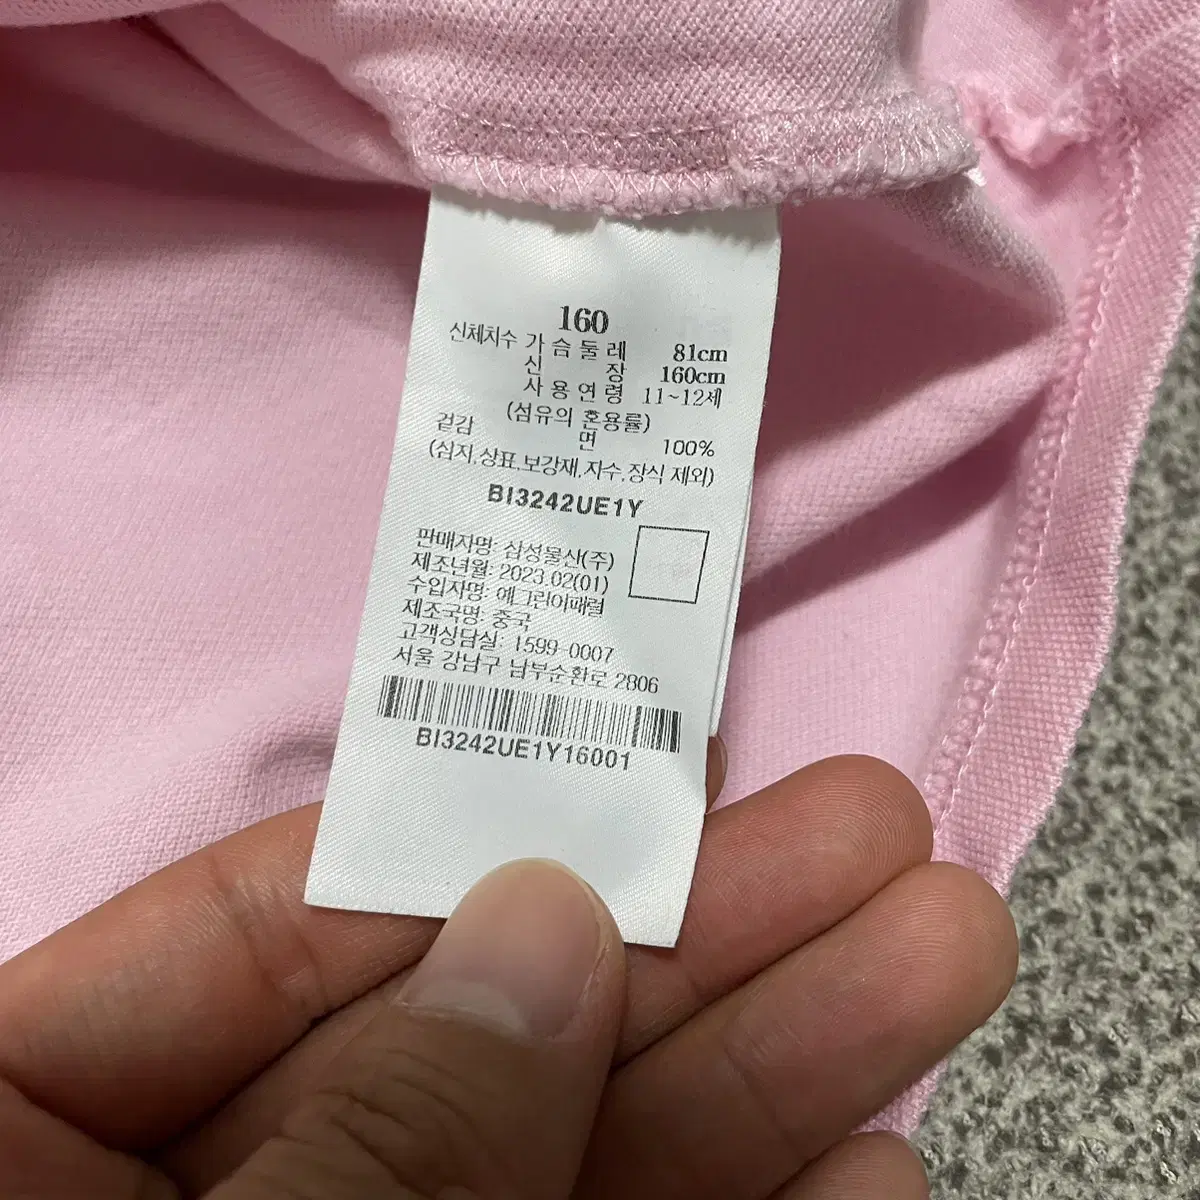 160
신체치수 가슴둘레 81cm
신장 160cm
사용연령 11~12세
(섬유의 혼용률)
겉감 면 100%
(심지,상표,보강재,자수,장식 제외)
BI3242UE1Y
판매자명: 삼성물산(주)
제조년월: 2023.02(01)
수입자명: 예그린어패럴
제조국명: 중국
고객상담실: 1599-0007
서울 강남구 남부순환로 2806
BI3242UE1Y16001